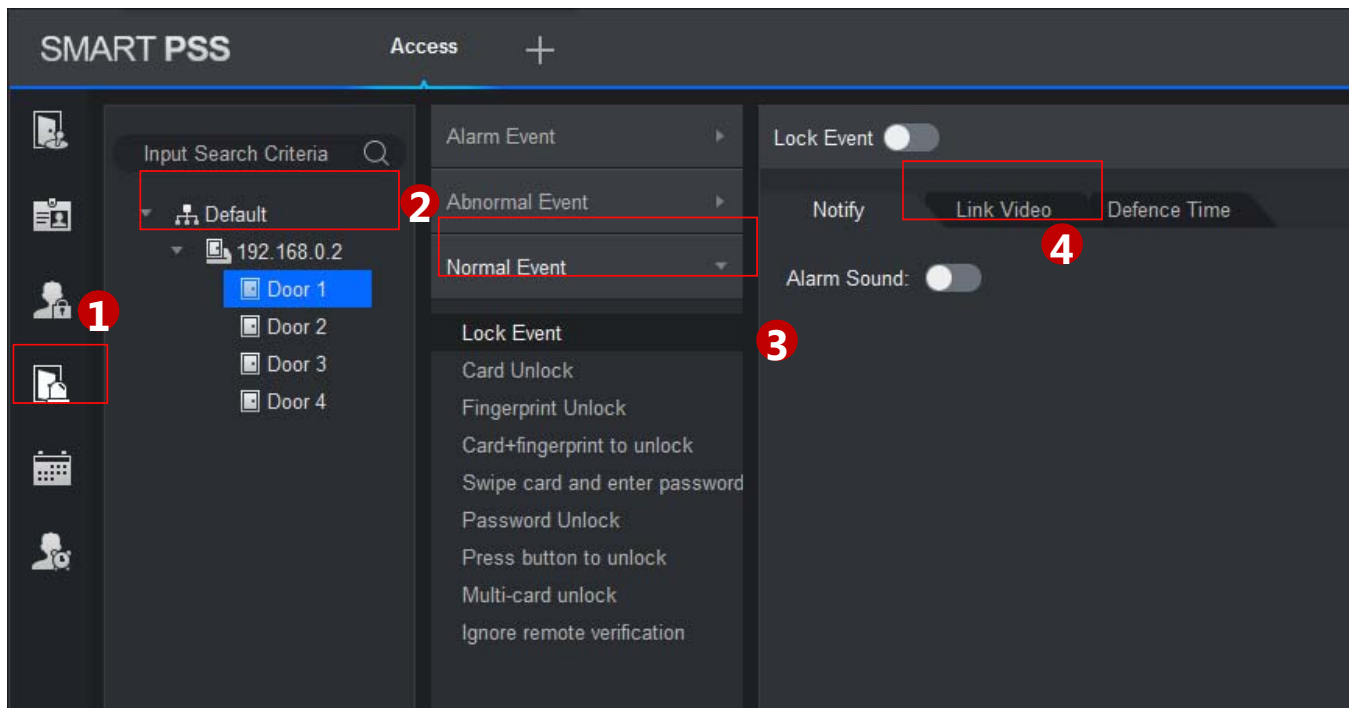 SMART PSS
Access
Input Search Criteria
Default
192.168.0.2
Door 1
Door 2
Door 3
Door 4
1
2
Alarm Event
Abnormal Event
Normal Event
Lock Event
Card Unlock
Fingerprint Unlock
Card+fingerprint to unlock
Swipe card and enter password
Password Unlock
Press button to unlock
Multi-card unlock
Ignore remote verification
3
Lock Event
Notify
Link Video
Defence Time
4
Alarm Sound: